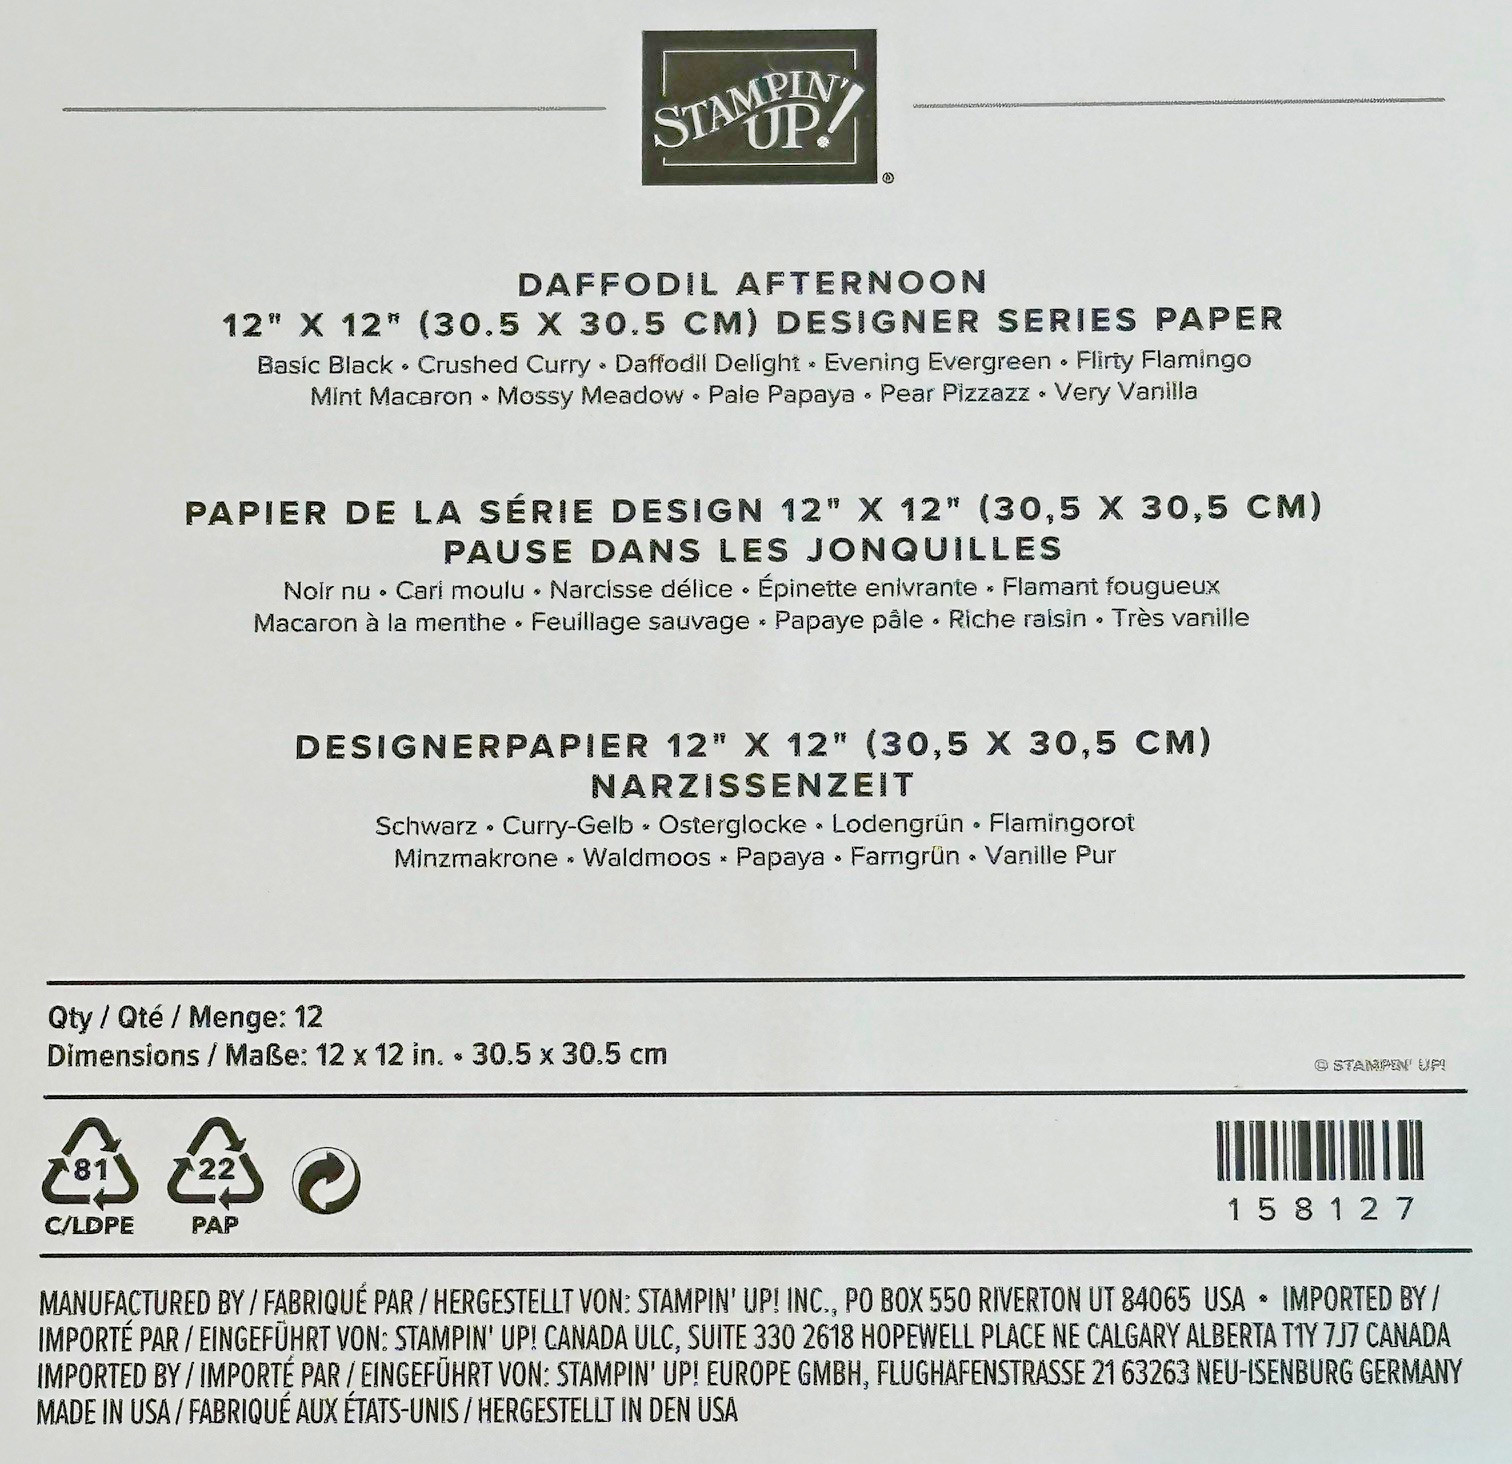 STAMPIN' UP!
®
DAFFODIL AFTERNOON
12" X 12" (30.5 X 30.5 CM) DESIGNER SERIES PAPER
Basic Black • Crushed Curry • Daffodil Delight • Evening Evergreen • Flirty Flamingo
Mint Macaron • Mossy Meadow • Pale Papaya • Pear Pizzazz • Very Vanilla
PAPIER DE LA SÉRIE DESIGN 12" X 12" (30,5 X 30,5 CM)
PAUSE DANS LES JONQUILLES
Noir nu • Cari moulu • Narcisse délice • Épinette enivrante • Flamant fougueux
Macaron à la menthe • Feuillage sauvage • Papaye pâle • Riche raisin • Très vanille
DESIGNERPAPIER 12" X 12" (30,5 X 30,5 CM)
NARZISSENZEIT
Schwarz • Curry-Gelb • Osterglocke • Lodengrün • Flamingorot
Minzmakrone • Waldmoos • Papaya • Farngrün • Vanille Pur
Qty / Qté / Menge: 12
Dimensions / Maße: 12 x 12 in. • 30.5 x 30.5 cm
© STAMPIN' UP!
81
C/LDPE
22
PAP
158127
MANUFACTURED BY / FABRIQUÉ PAR / HERGESTELLT VON: STAMPIN' UP! INC., PO BOX 550 RIVERTON UT 84065 USA • IMPORTED BY /
IMPORTÉ PAR / EINGEFÜHRT VON: STAMPIN' UP! CANADA ULC, SUITE 330 2618 HOPEWELL PLACE NE CALGARY ALBERTA T1Y 7J7 CANADA
IMPORTED BY / IMPORTÉ PAR / EINGEFÜHRT VON: STAMPIN' UP! EUROPE GMBH, FLUGHAFENSTRASSE 21 63263 NEU-ISENBURG GERMANY
MADE IN USA / FABRIQUÉ AUX ÉTATS-UNIS / HERGESTELLT IN DEN USA